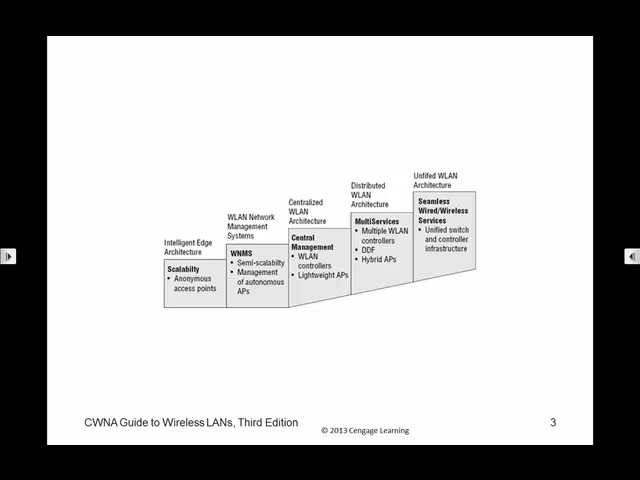 Intelligent Edge
Architecture
Scalabilty
• Anonymous
access points
WLAN Network
Management
Systems
WNMS
• Semi-scalabilty
• Management
of autonomous
APs
Centralized
WLAN
Architecture
Central
Management
• WLAN
controllers
• Lightweight APs
Distributed
WLAN
Architecture
MultiServices
• Multiple WLAN
controllers
• DDF
• Hybrid APs
Unfifed WLAN
Architecture
Seamless
Wired/Wireless
Services
• Unified switch
and controller
infrastructure
CWNA Guide to Wireless LANs, Third Edition
© 2013 Cengage Learning
3